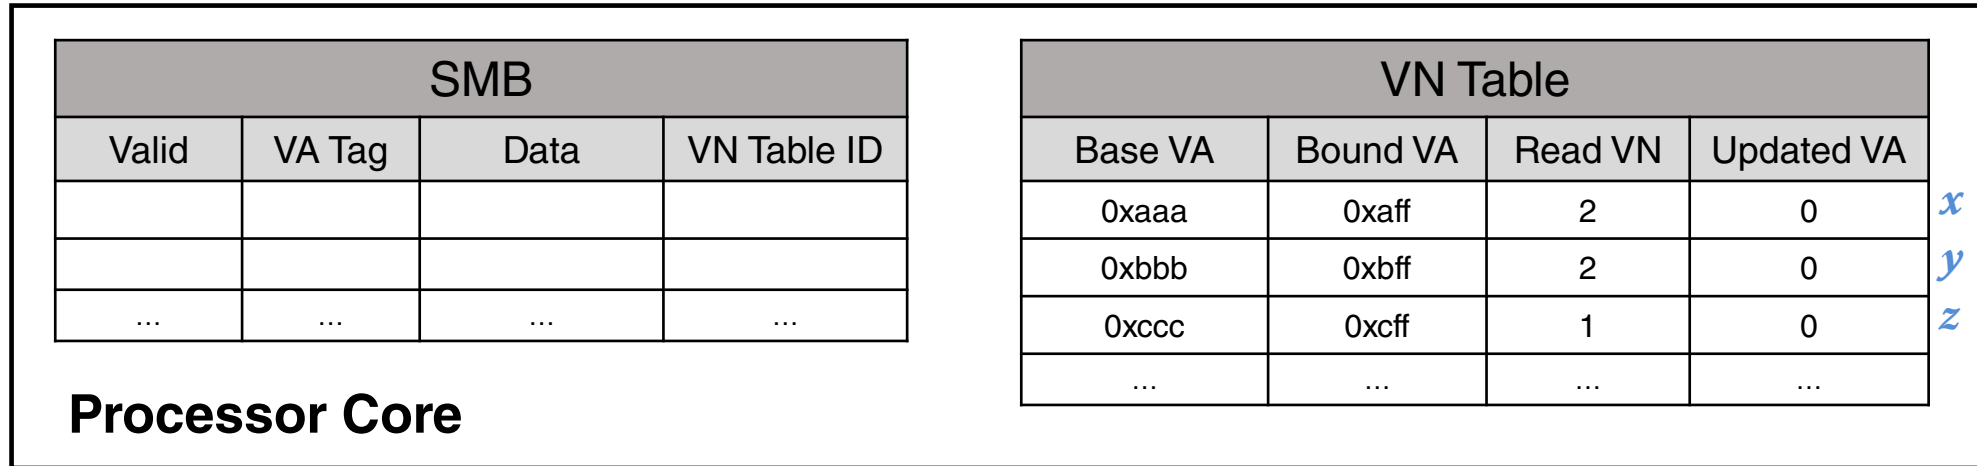 SMB
Valid VA Tag Data VN Table ID
... ... ... ...
VN Table
Base VA Bound VA Read VN Updated VA
0xaaa 0xaff 2 0 x
0xbbb 0xbff 2 0 y
0xccc 0xcff 1 0 z
... ... ... ...
Processor Core